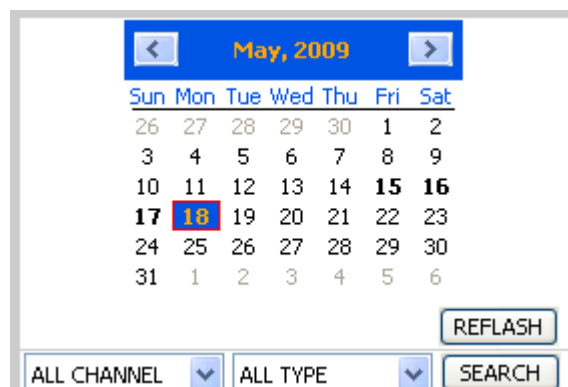 < May, 2009 >
Sun Mon Tue Wed Thu Fri Sat
26 27 28 29 30 1 2
3 4 5 6 7 8 9
10 11 12 13 14 15 16
17 18 19 20 21 22 23
24 25 26 27 28 29 30
31 1 2 3 4 5 6
REFLASH
ALL CHANNEL ALL TYPE SEARCH